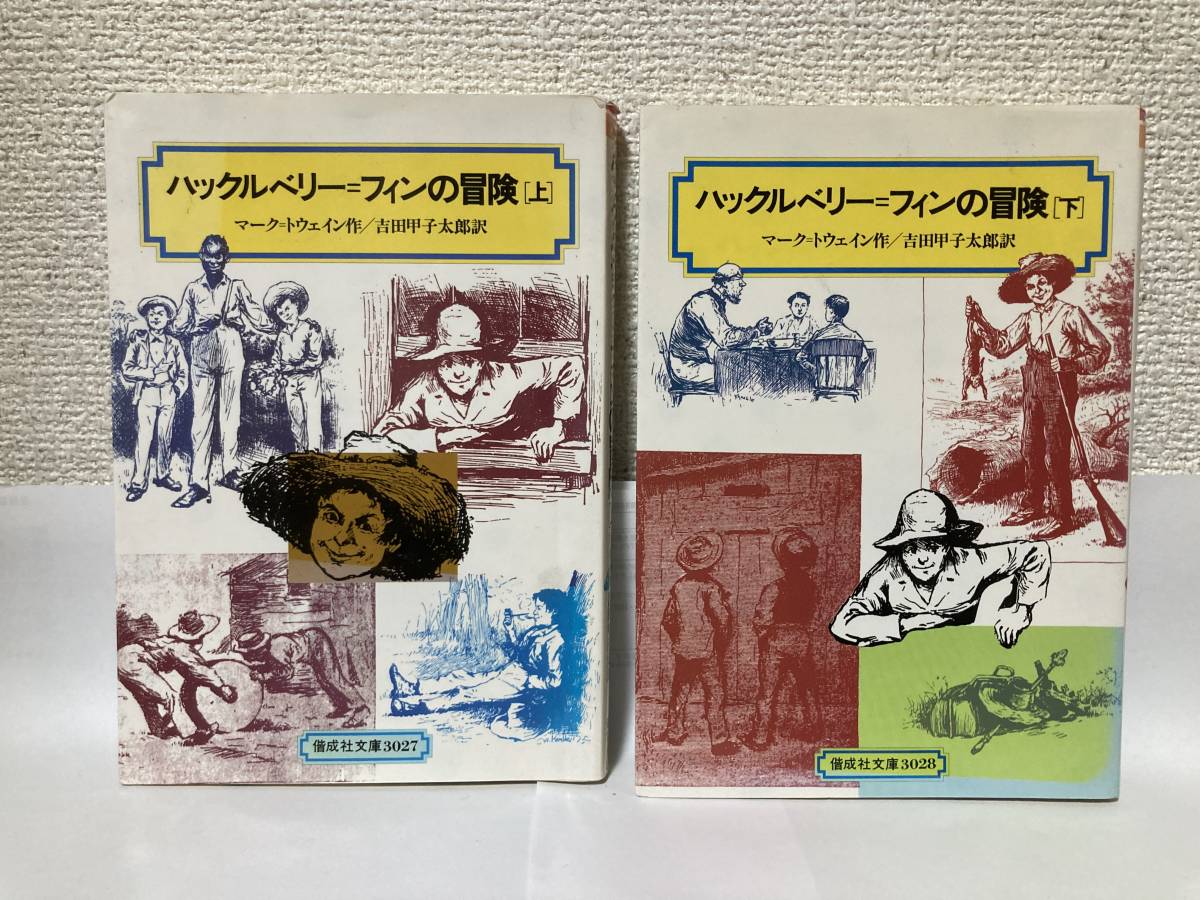 ハックルベリー=フィンの冒険[上]
マーク=トウェイン作/吉田甲子太郎訳
偕成社文庫3027
ハックルベリー=フィンの冒険[下]
マーク=トウェイン作/吉田甲子太郎訳
偕成社文庫3028